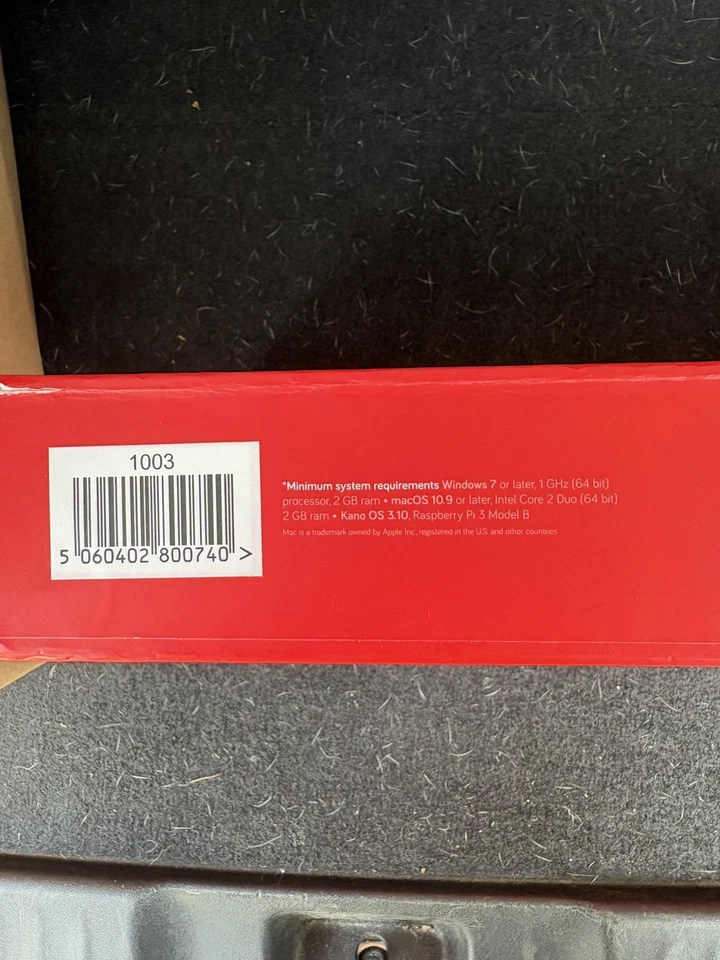 1003
5 060402 800740 >
*Minimum system requirements Windows 7 or later, 1 GHz (64 bit)
processor, 2 GB ram • macOS 10.9 or later, Intel Core 2 Duo (64 bit)
2 GB ram • Kano OS 3.10, Raspberry Pi 3 Model B
Mac is a trademark owned by Apple Inc., registered in the U.S. and other countries